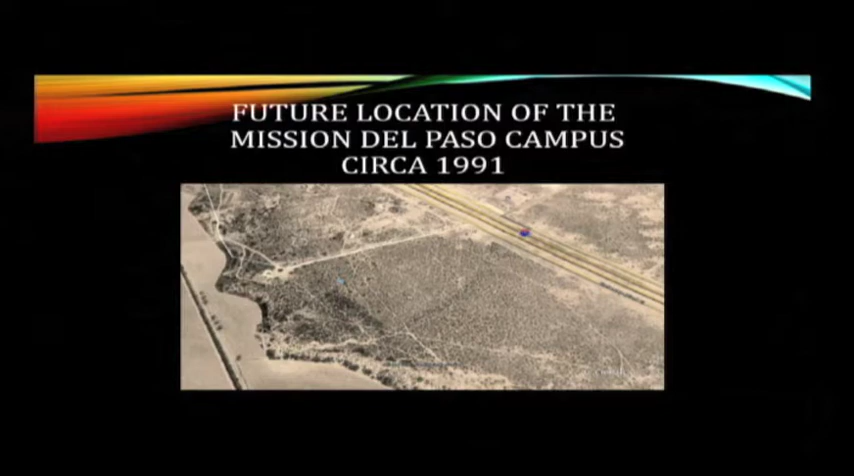 FUTURE LOCATION OF THE
MISSION DEL PASO CAMPUS
CIRCA 1991